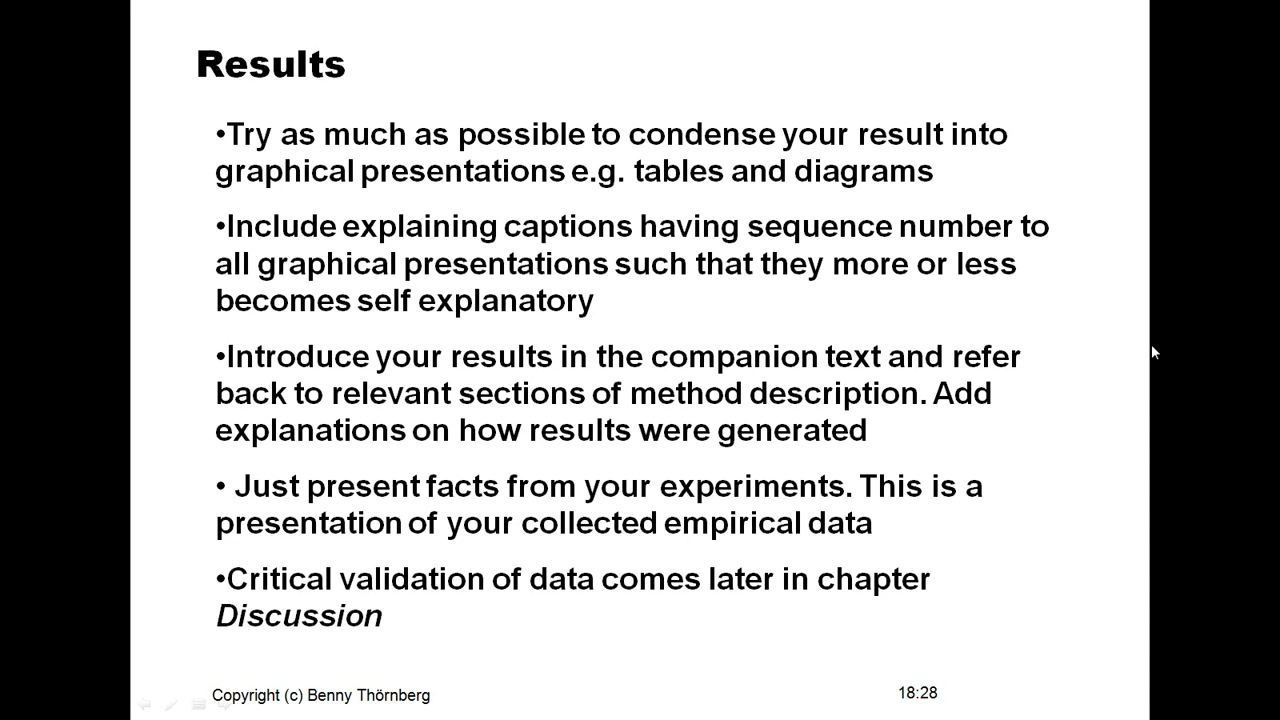 Results
•Try as much as possible to condense your result into
graphical presentations e.g. tables and diagrams
•Include explaining captions having sequence number to
all graphical presentations such that they more or less
becomes self explanatory
•Introduce your results in the companion text and refer
back to relevant sections of method description. Add
explanations on how results were generated
• Just present facts from your experiments. This is a
presentation of your collected empirical data
•Critical validation of data comes later in chapter
Discussion
Copyright (c) Benny Thörnberg
18:28